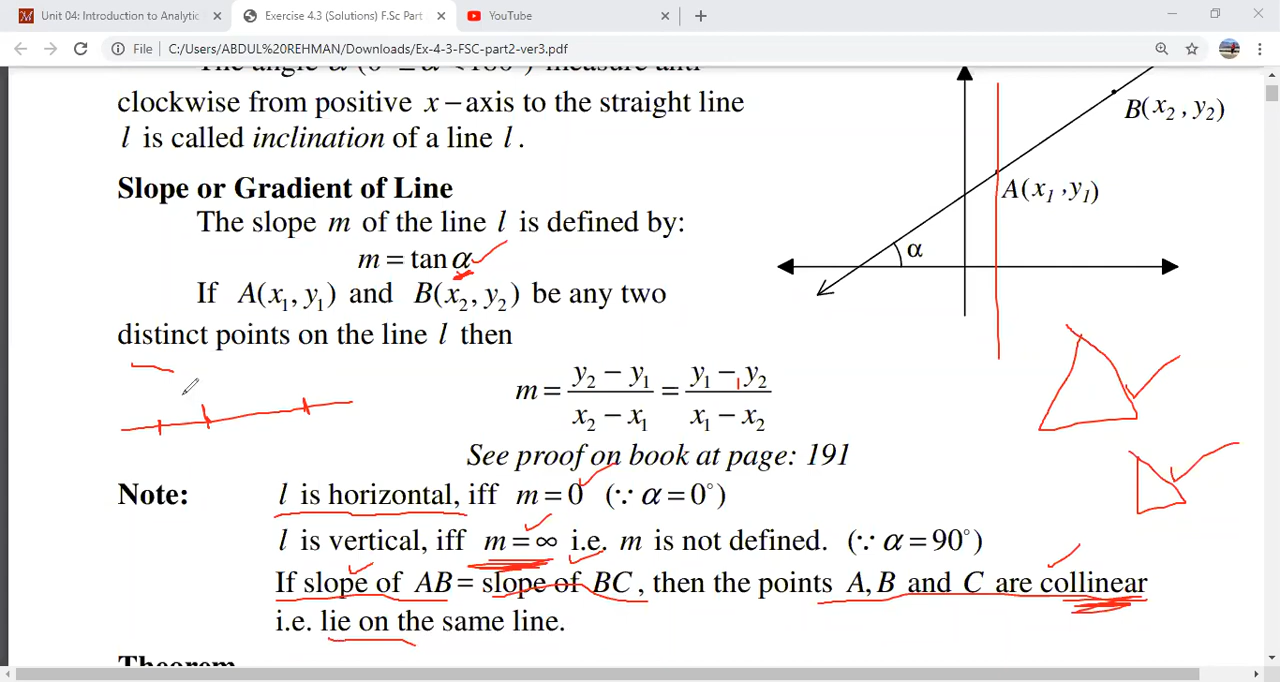 Unit 04: Introduction to Analytic
Exercise 4.3 (Solutions) F.Sc Part
YouTube
File
C:/Users/ABDUL%20REHMAN/Downloads/Ex-4-3-FSC-part2-ver3.pdf
clockwise from positive x-axis to the straight line
l is called inclination of a line l.
Slope or Gradient of Line
The slope m of the line l is defined by:
m = tan α
If A(x₁, y₁) and B(x₂, y₂) be any two
distinct points on the line l then
m = (y₂ − y₁)/(x₂ − x₁) = (y₁ − y₂)/(x₁ − x₂)
See proof on book at page: 191
Note: l is horizontal, iff m = 0 (∵ α = 0°)
l is vertical, iff m = ∞ i.e. m is not defined. (∵ α = 90°)
If slope of AB = slope of BC, then the points A, B and C are collinear
i.e. lie on the same line.
Theorem
B(x₂, y₂)
A(x₁, y₁)
α